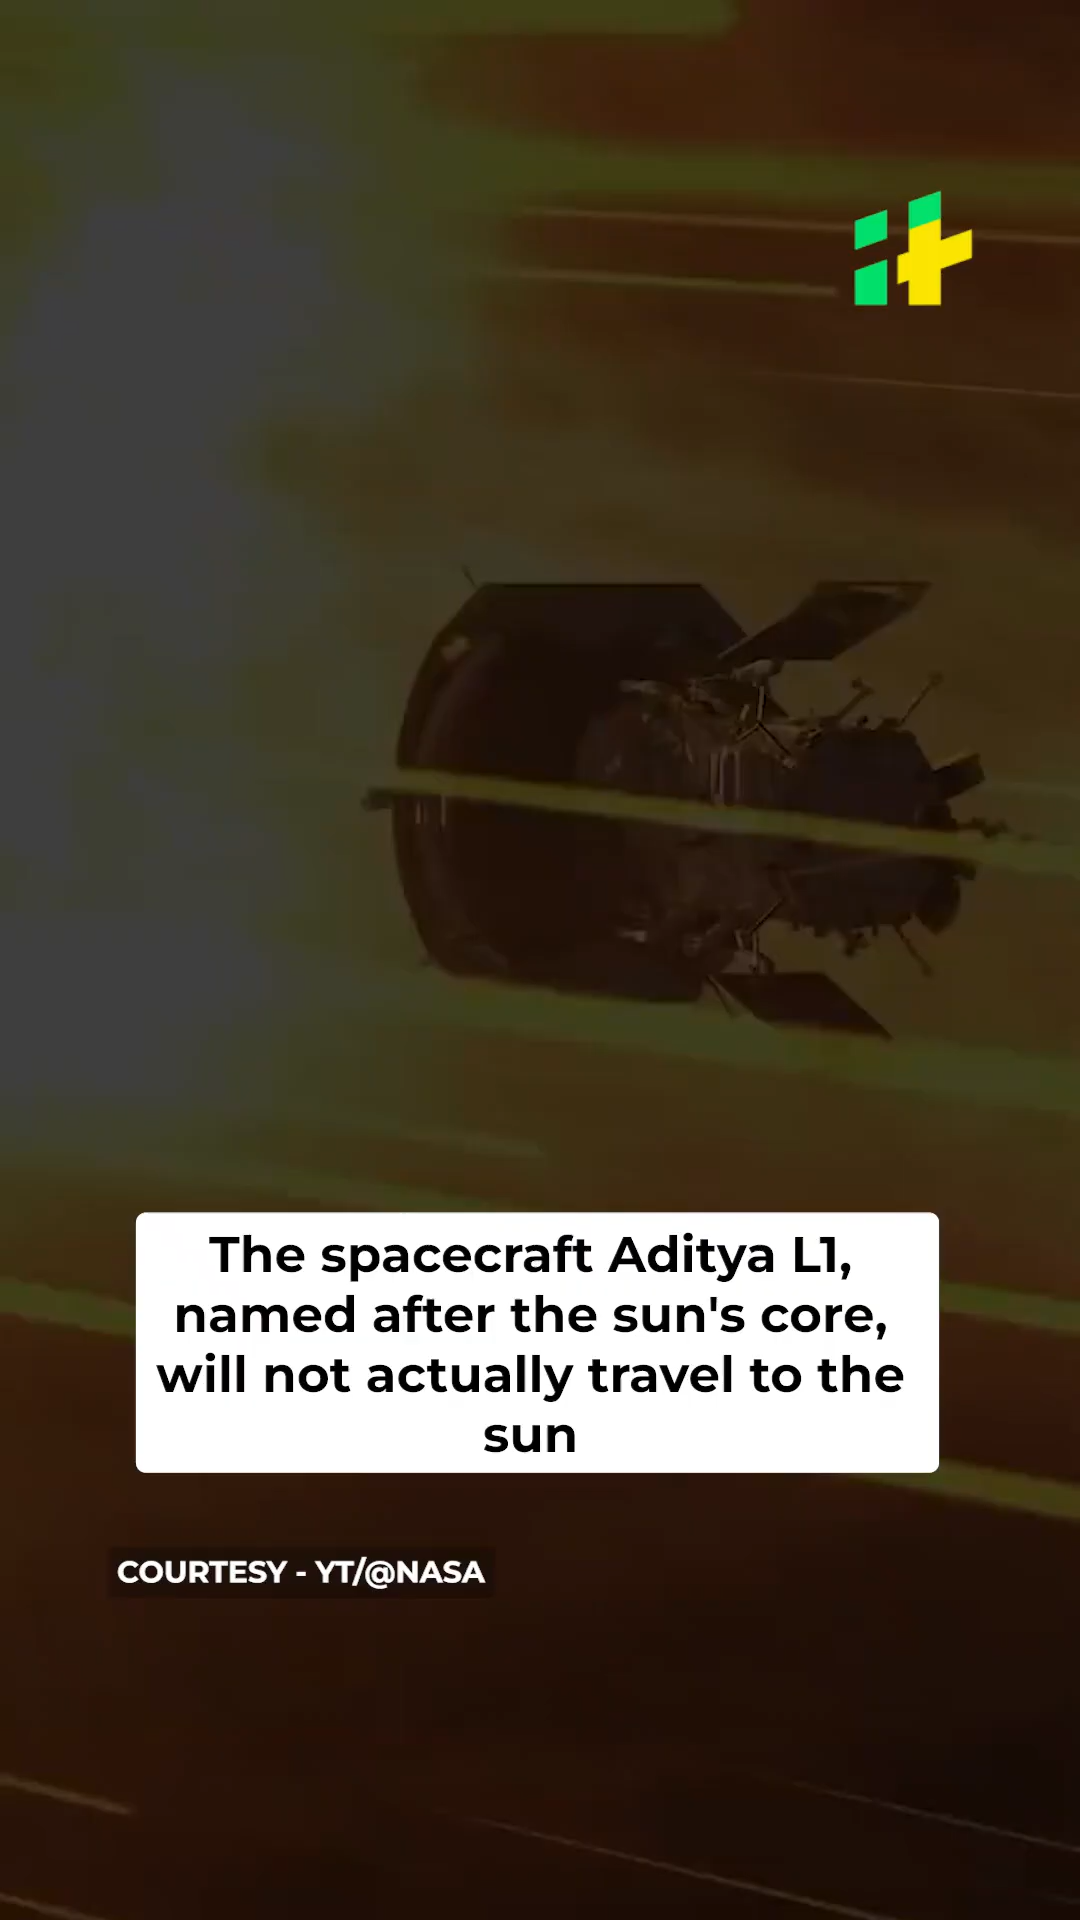 The spacecraft Aditya L1,
named after the sun's core,
will not actually travel to the
sun
COURTESY - YT/@NASA